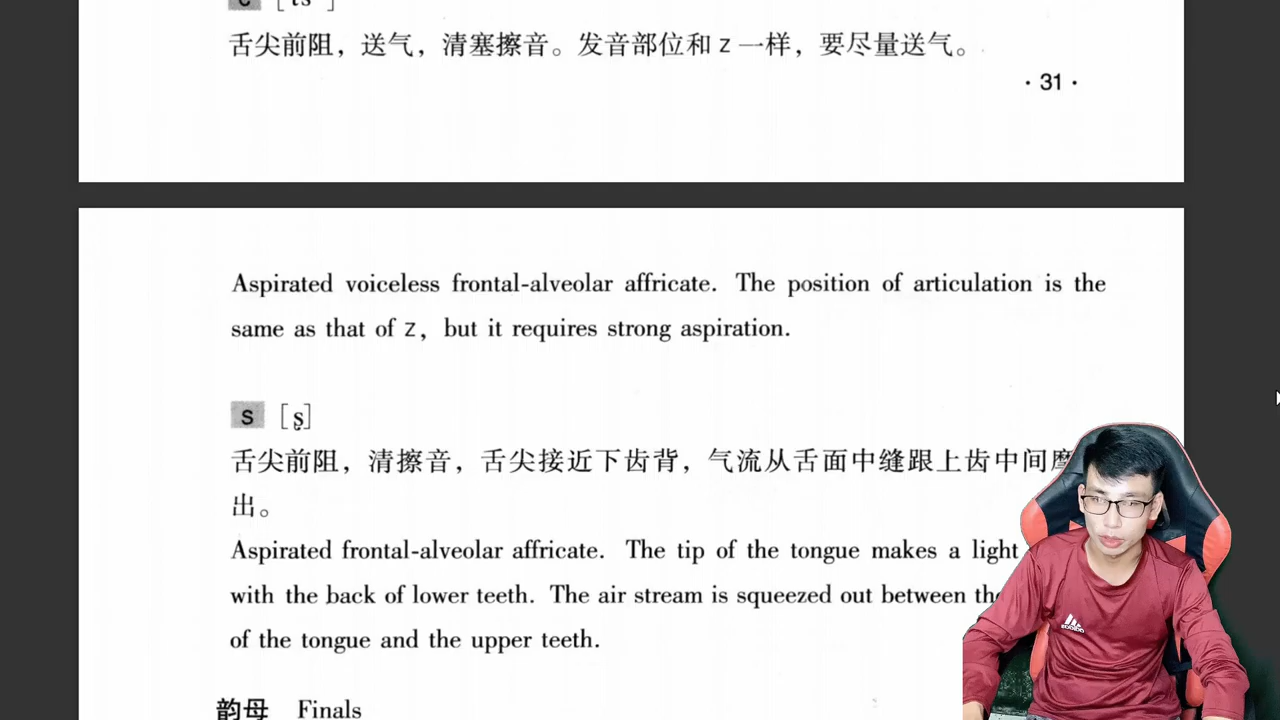 c [ts‘]
舌尖前阻，送气，清塞擦音。发音部位和 z 一样，要尽量送气。
· 31 ·
Aspirated voiceless frontal-alveolar affricate. The position of articulation is the
same as that of z, but it requires strong aspiration.
s [ʂ]
舌尖前阻，清擦音，舌尖接近下齿背，气流从舌面中缝跟上齿中间
出。
Aspirated frontal-alveolar affricate. The tip of the tongue makes a light
with the back of lower teeth. The air stream is squeezed out between
of the tongue and the upper teeth.
韵母 Finals
adidas